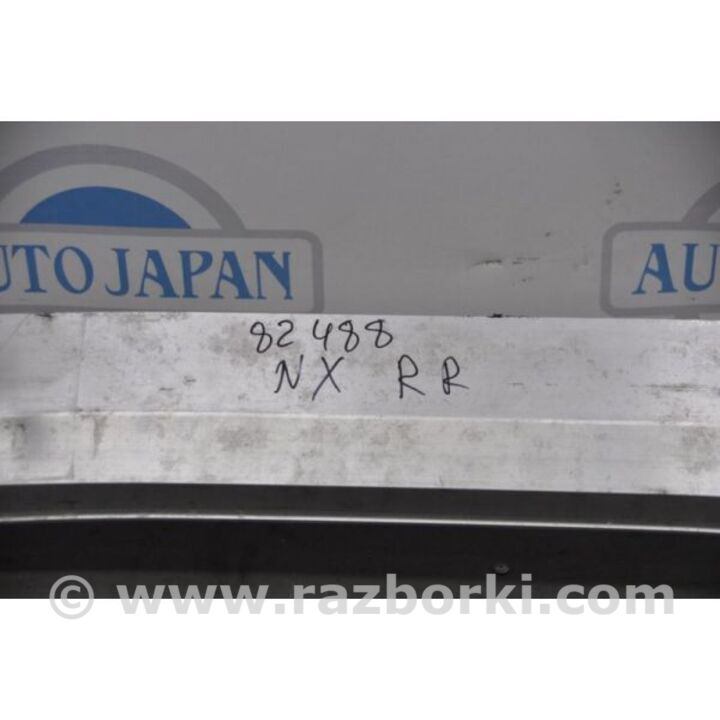 AUTO JAPAN
AU
82488
NX RR
© www.razborki.com